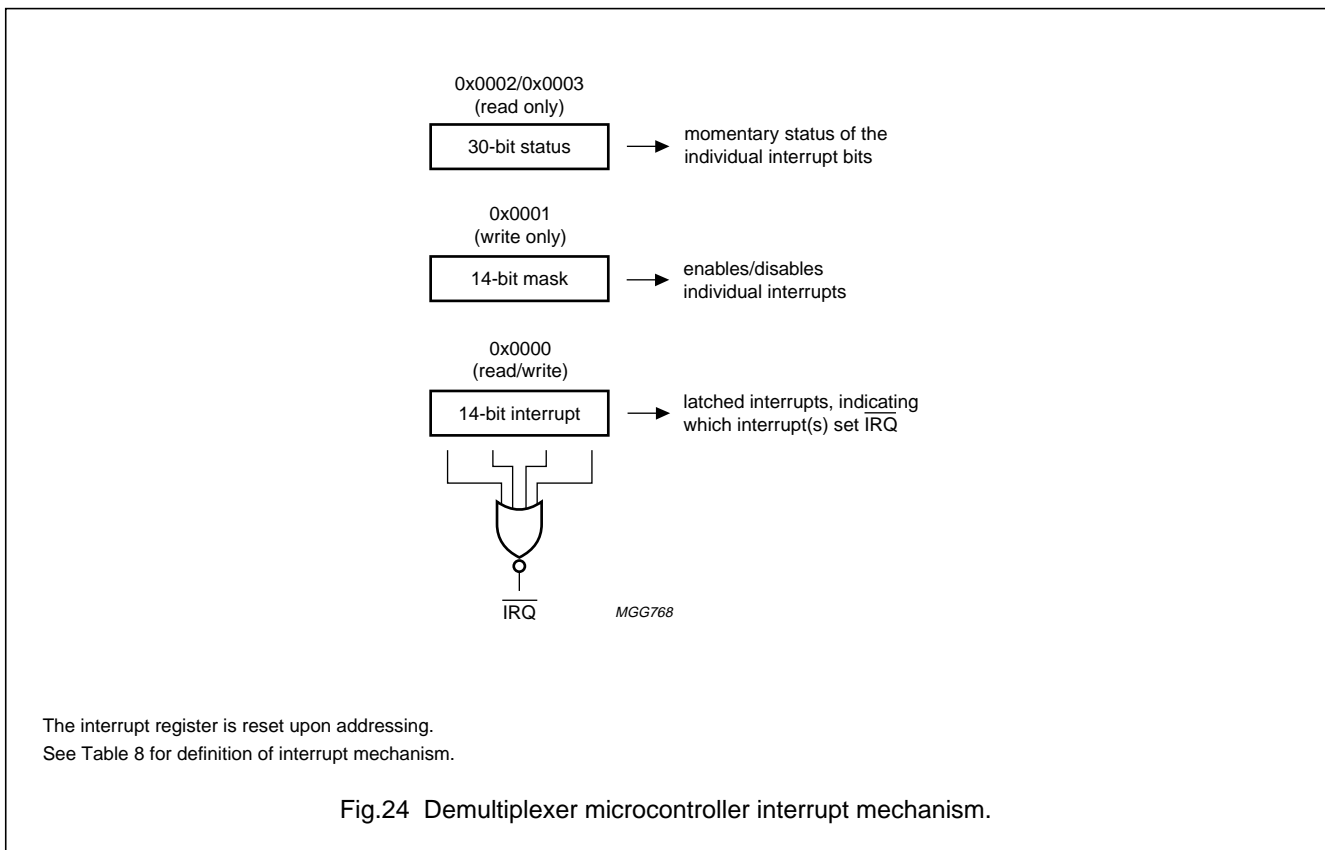 0x0002/0x0003
(read only)
30-bit status
momentary status of the
individual interrupt bits
0x0001
(write only)
14-bit mask
enables/disables
individual interrupts
0x0000
(read/write)
14-bit interrupt
latched interrupts, indicating
which interrupt(s) set I̅R̅Q̅
I̅R̅Q̅
MGG768
The interrupt register is reset upon addressing.
See Table 8 for definition of interrupt mechanism.
Fig.24 Demultiplexer microcontroller interrupt mechanism.